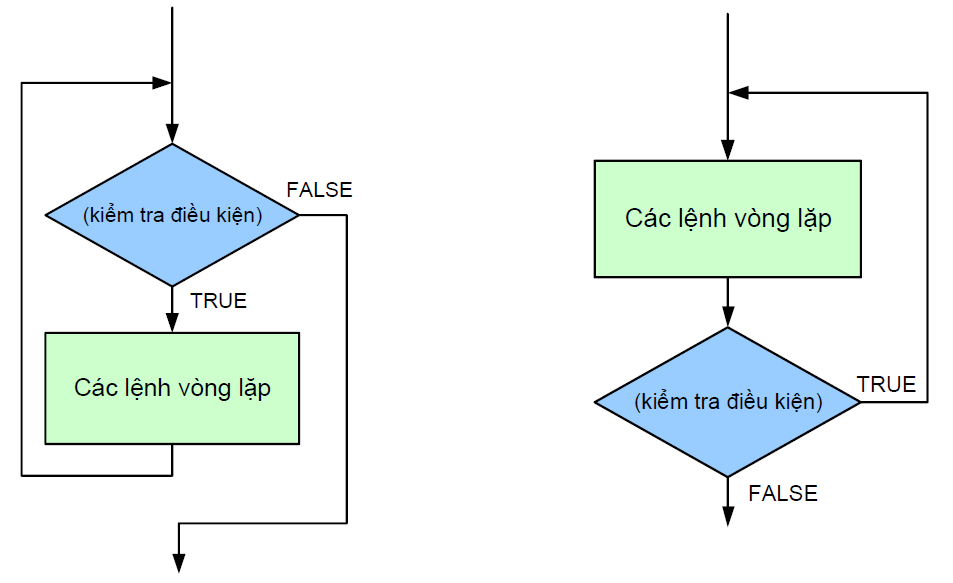 (kiểm tra điều kiện)
FALSE
TRUE
Các lệnh vòng lặp
Các lệnh vòng lặp
(kiểm tra điều kiện)
TRUE
FALSE